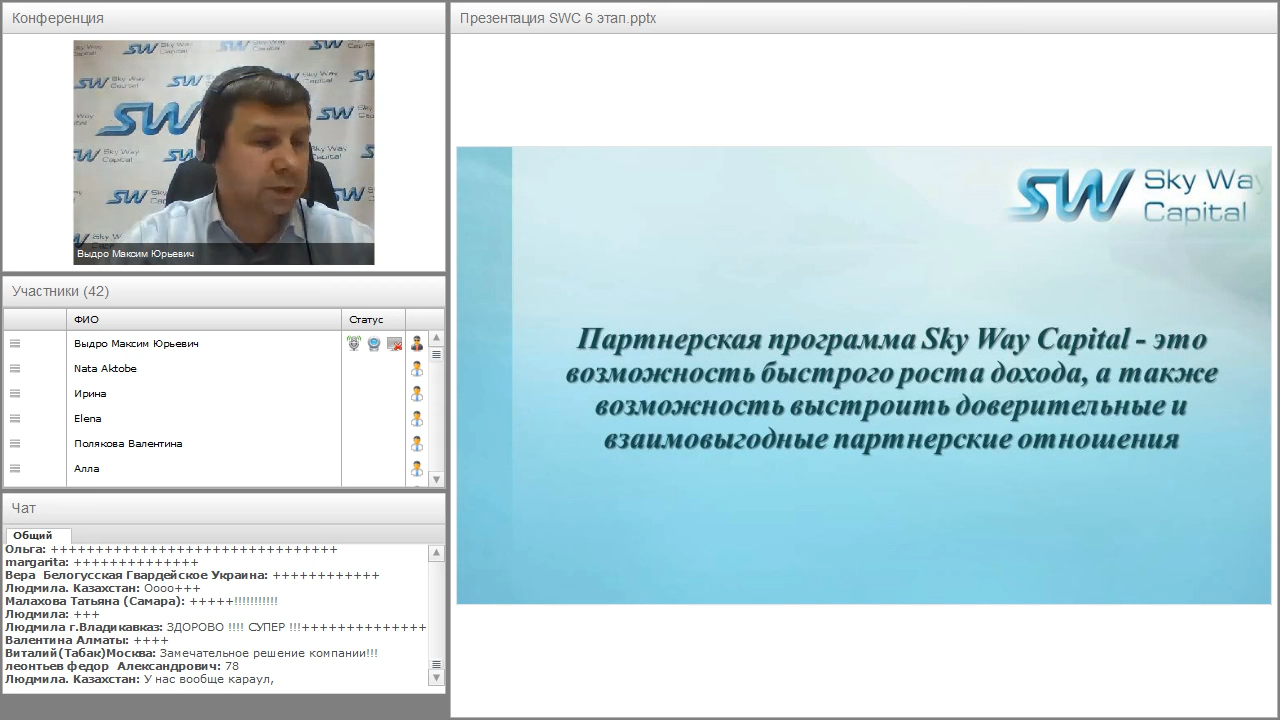 Конференция
Sky Way
Capital
SW
Выдро Максим Юрьевич
Участники (42)
ФИО
Статус
Выдро Максим Юрьевич
Nata Aktobe
Ирина
Elena
Полякова Валентина
Алла
Чат
Общий
Ольга: ++++++++++++++++++++++++++++++++
margarita: ++++++++++++++
Вера Белогусская Гвардейское Украина: ++++++++++++
Людмила. Казахстан: Оооо+++
Малахова Татьяна (Самара): +++++!!!!!!!!!!!
Людмила: +++
Людмила г.Владикавказ: ЗДОРОВО !!!! СУПЕР !!!++++++++++++++
Валентина Алматы: ++++
Виталий(Табак)Москва: Замечательное решение компании!!!
леонтьев федор Александрович: 78
Людмила. Казахстан: У нас вообще караул,
Презентация SWC 6 этап.pptx
SW Sky Way
Capital
Партнерская программа Sky Way Capital - это
возможность быстрого роста дохода, а также
возможность выстроить доверительные и
взаимовыгодные партнерские отношения